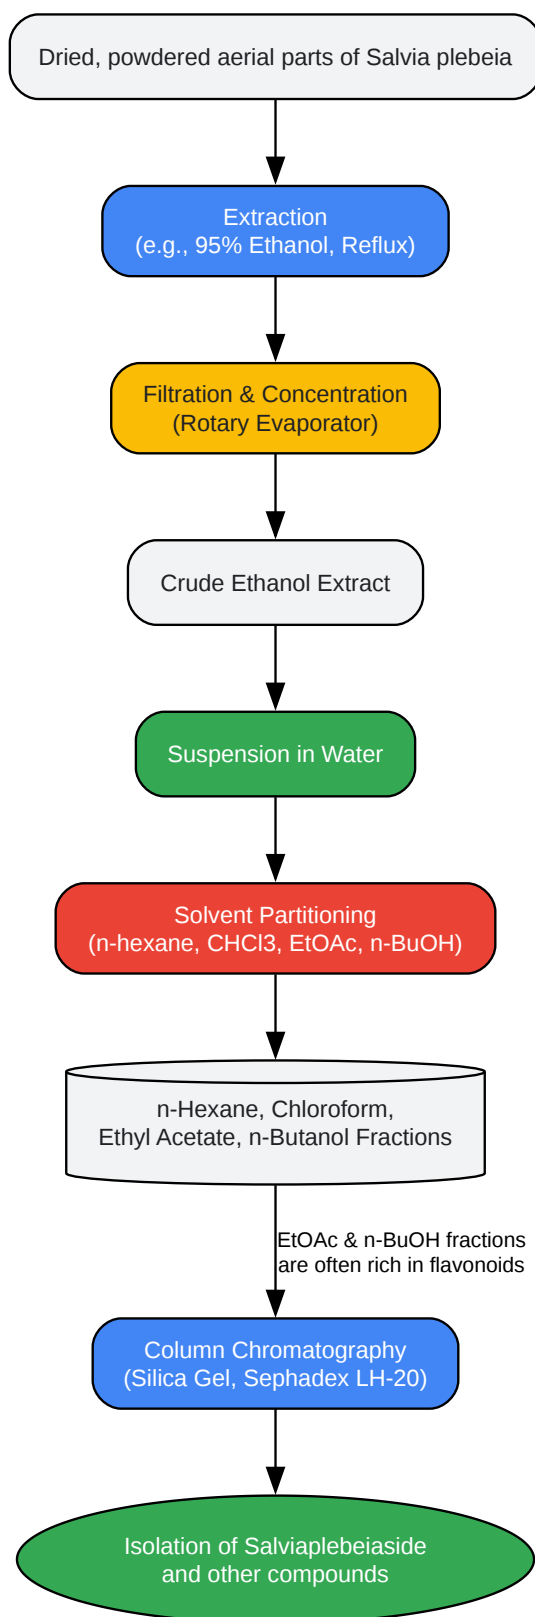 Dried, powdered aerial parts of Salvia plebeia
Extraction
(e.g., 95% Ethanol, Reflux)
Filtration & Concentration
(Rotary Evaporator)
Crude Ethanol Extract
Suspension in Water
Solvent Partitioning
(n-hexane, CHCl3, EtOAc, n-BuOH)
n-Hexane, Chloroform,
Ethyl Acetate, n-Butanol Fractions
EtOAc & n-BuOH fractions
are often rich in flavonoids
Column Chromatography
(Silica Gel, Sephadex LH-20)
Isolation of Salviaplebeiaside
and other compounds